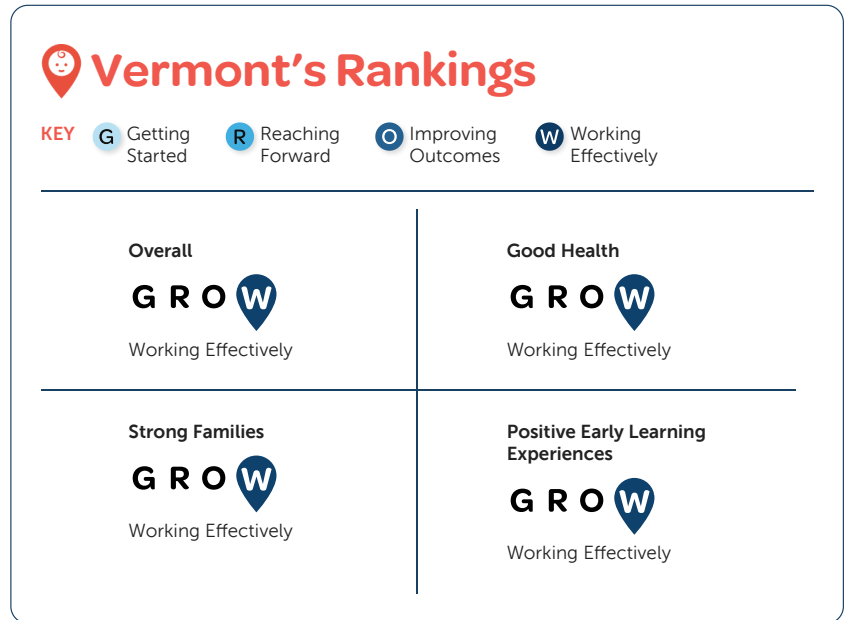 Vermont's Rankings
KEY G Getting Started R Reaching Forward O Improving Outcomes W Working Effectively
Overall
G R O W
Working Effectively
Good Health
G R O W
Working Effectively
Strong Families
G R O W
Working Effectively
Positive Early Learning
Experiences
G R O W
Working Effectively